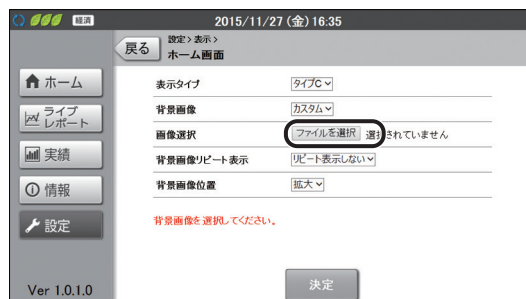 経済
2015/11/27 (金) 16:35
戻る
設定 > 表示 >
ホーム画面
ホーム
ライブ
レポート
実績
情報
設定
Ver 1.0.1.0
表示タイプ
タイプC
背景画像
カスタム
画像選択
ファイルを選択 選択されていません
背景画像リピート表示
リピート表示しない
背景画像位置
拡大
背景画像を選択してください。
決定